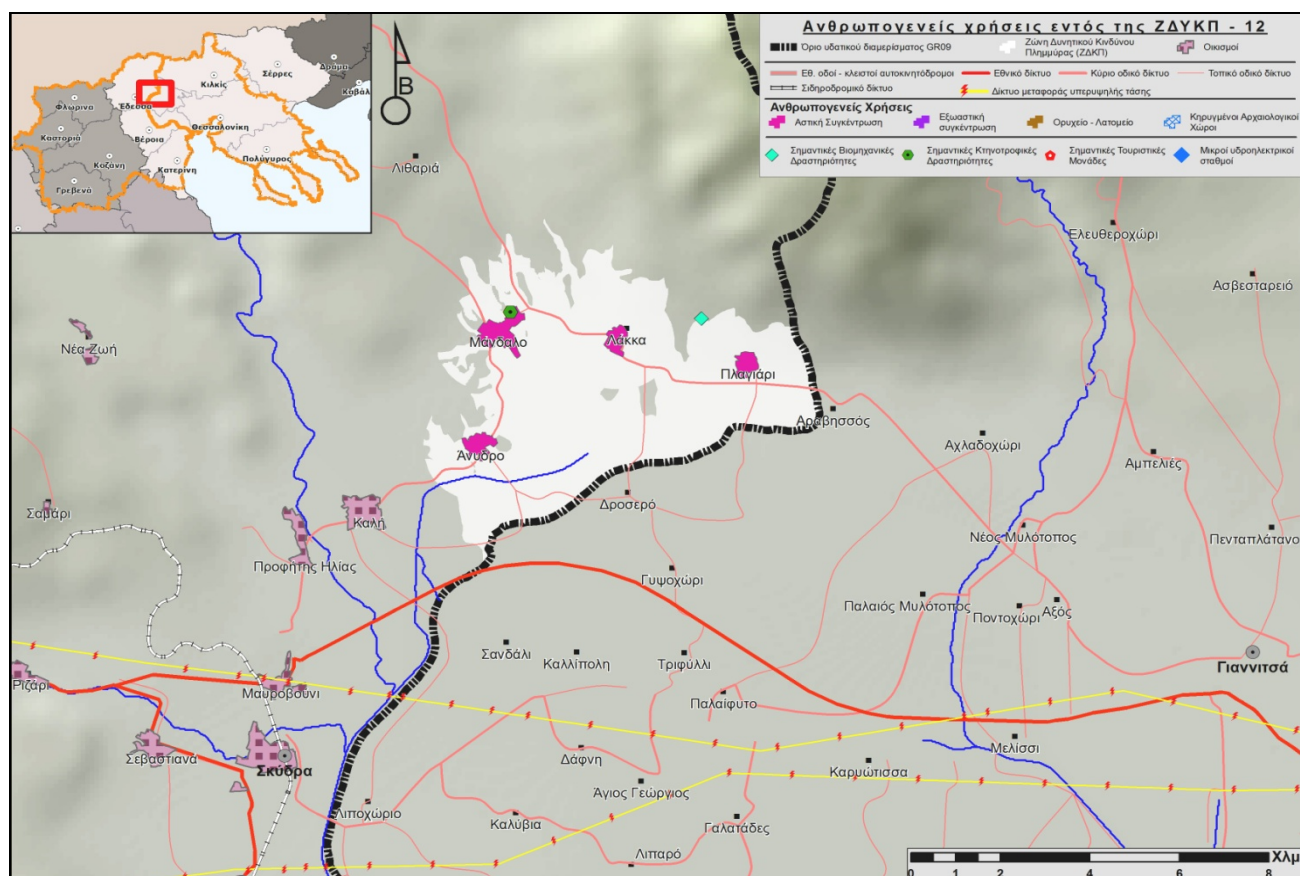 Ανθρωπογενείς χρήσεις εντός της ΖΔΥΚΠ - 12
Όριο υδατικού διαμερίσματος GR09
Ζώνη Δυνητικού Κινδύνου
Πλημμύρας (ΖΔΚΠ)
Οικισμοί
Εθ. οδοί - κλειστοί αυτοκινητόδρομοι
Εθνικό δίκτυο
Κύριο οδικό δίκτυο
Τοπικό οδικό δίκτυο
Σιδηροδρομικό δίκτυο
Δίκτυο μεταφοράς υπερυψηλής τάσης
Ανθρωπογενείς Χρήσεις
Αστική Συγκέντρωση
Εξωαστική
συγκέντρωση
Ορυχείο - Λατομείο
Κηρυγμένοι Αρχαιολογικοί
Χώροι
Σημαντικές Βιομηχανικές
Δραστηριότητες
Σημαντικές Κτηνοτροφικές
Δραστηριότητες
Σημαντικές Τουριστικές
Μονάδες
Μικροί υδροηλεκτρικοί
σταθμοί
Δράμα
Σέρρες
Κιλκίς
Καβάλ
Φλώρινα
Έδεσσα
Θεσσαλονίκη
Καστοριά
Βέροια
Κοζάνη
Πολύγυρος
Κατερίνη
Γρεβενά
Β
Λιθαριά
Ελευθεροχώρι
Ασβεσταρειό
Νέα Ζωή
Μάνδαλο
Λάκκα
Πλαγιάρι
Αραβησσός
Αχλαδοχώρι
Άνυδρο
Αμπελιές
Σαβάρι
Δροσερό
Καλή
Νέος Μυλότοπος
Πενταπλάτανο
Προφήτης Ηλίας
Γυψοχώρι
Παλαιός Μυλότοπος
Ποντοχώρι
Αξός
Σανδάλι
Καλλίπολη
Τριφύλλι
Γιαννιτσά
Ριζάρι
Μαυροβούνι
Παλαίφυτο
Μελίσσι
Σεβαστιανά
Σκύδρα
Δάφνη
Καρυώτισσα
Άγιος Γεώργιος
Λιποχώριο
Καλύβια
Γαλατάδες
Λιπαρό
Χλμ
0 1 2 4 6 8